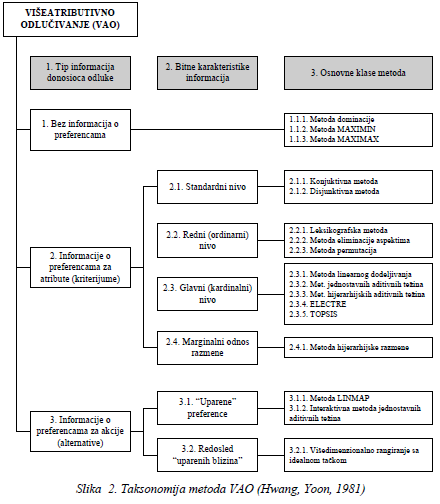 VIŠEATRIBUTIVNO
ODLUČIVANJE (VAO)
1. Tip informacija
donosioca odluke
2. Bitne karakteristike
informacija
3. Osnovne klase metoda
1. Bez informacija o
preferencama
1.1.1. Metoda dominacije
1.1.2. Metoda MAXIMIN
1.1.3. Metoda MAXIMAX
2. Informacije o
preferencama za
atribute (kriterijume)
2.1. Standardni nivo
2.1.1. Konjuktivna metoda
2.1.2. Disjunktivna metoda
2.2. Redni (ordinarni)
nivo
2.2.1. Leksikografska metoda
2.2.2. Metoda eliminacije aspektima
2.2.3. Metoda permutacija
2.3. Glavni (kardinalni)
nivo
2.3.1. Metoda linearnog dodeljivanja
2.3.2. Met. jednostavnih aditivnih težina
2.3.3. Met. hijerarhijskih aditivnih težina
2.3.4. ELECTRE
2.3.5. TOPSIS
2.4. Marginalni odnos
razmene
2.4.1. Metoda hijerarhijske razmene
3. Informacije o
preferencama za akcije
(alternative)
3.1. “Uparene”
preference
3.1.1. Metoda LINMAP
3.1.2. Interaktivna metoda jednostavnih
aditivnih težina
3.2. Redosled
“uparenih blizina”
3.2.1. Višedimenzionalno rangiranje sa
idealnom tačkom
Slika 2. Taksonomija metoda VAO (Hwang, Yoon, 1981)